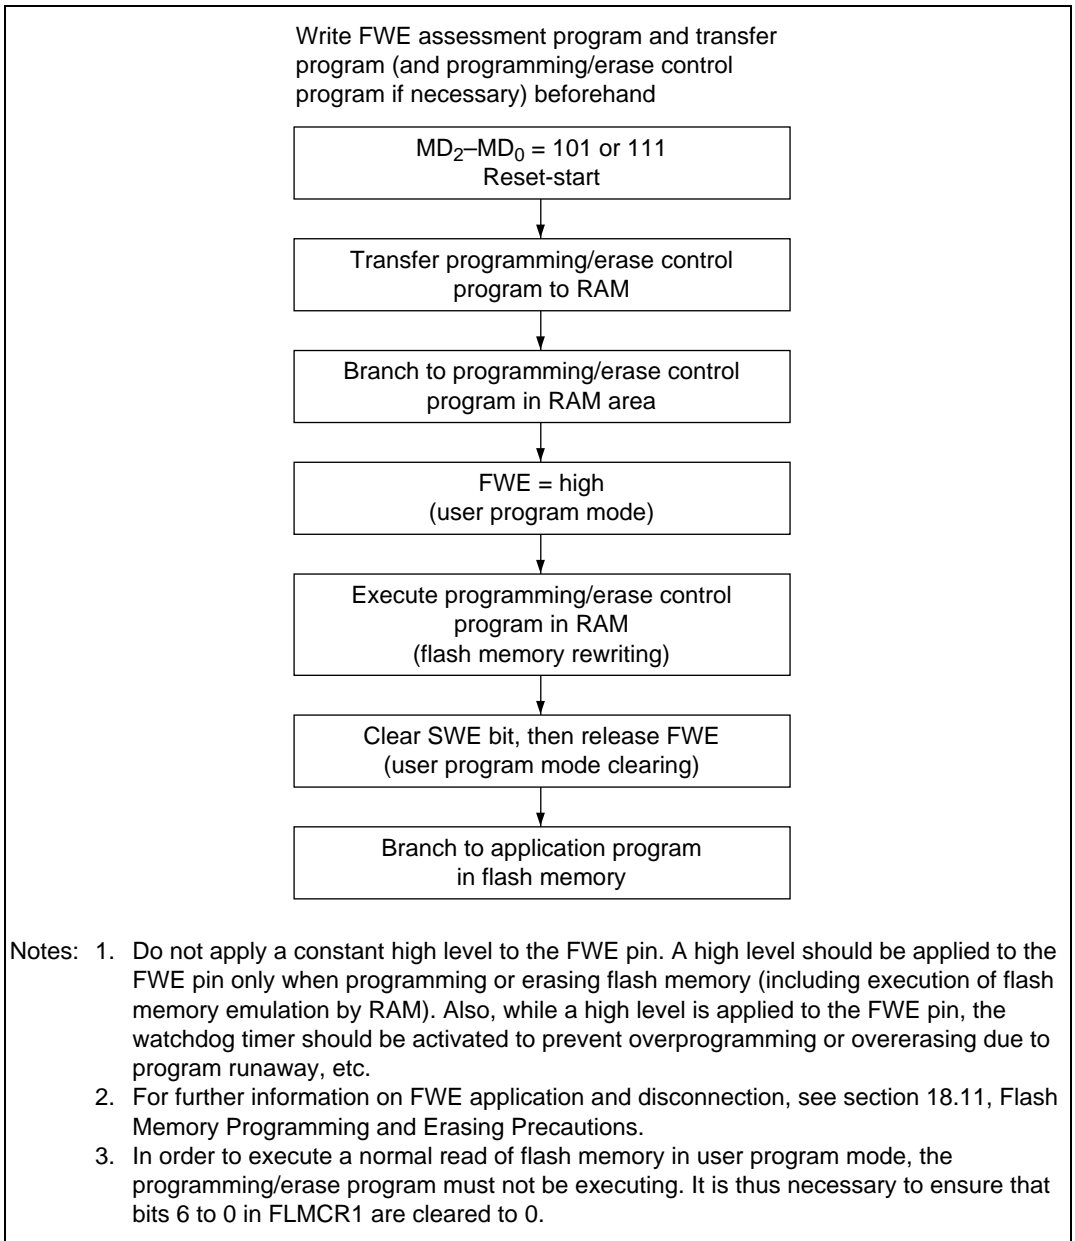 Write FWE assessment program and transfer
program (and programming/erase control
program if necessary) beforehand
MD2–MD0 = 101 or 111
Reset-start
Transfer programming/erase control
program to RAM
Branch to programming/erase control
program in RAM area
FWE = high
(user program mode)
Execute programming/erase control
program in RAM
(flash memory rewriting)
Clear SWE bit, then release FWE
(user program mode clearing)
Branch to application program
in flash memory
Notes: 1. Do not apply a constant high level to the FWE pin. A high level should be applied to the
FWE pin only when programming or erasing flash memory (including execution of flash
memory emulation by RAM). Also, while a high level is applied to the FWE pin, the
watchdog timer should be activated to prevent overprogramming or overerasing due to
program runaway, etc.
2. For further information on FWE application and disconnection, see section 18.11, Flash
Memory Programming and Erasing Precautions.
3. In order to execute a normal read of flash memory in user program mode, the
programming/erase program must not be executing. It is thus necessary to ensure that
bits 6 to 0 in FLMCR1 are cleared to 0.